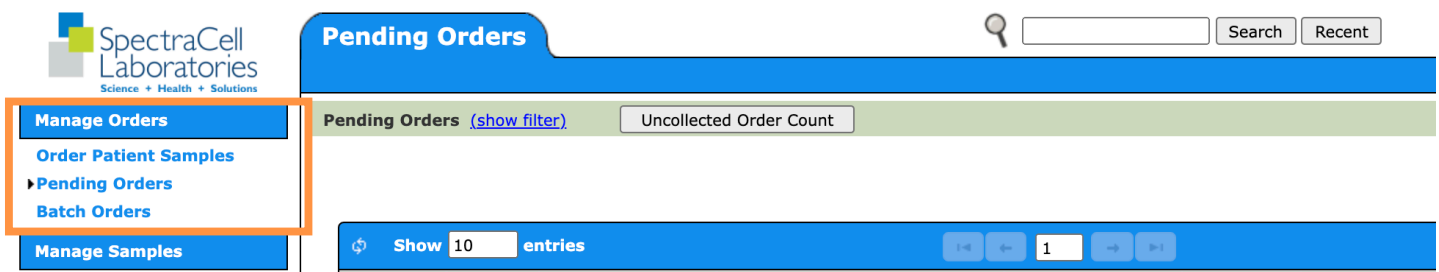 SpectraCell
Laboratories
Science + Health + Solutions
Pending Orders
Search
Recent
Manage Orders
Order Patient Samples
Pending Orders
Batch Orders
Manage Samples
Pending Orders (show filter) Uncollected Order Count
Show 10 entries
1